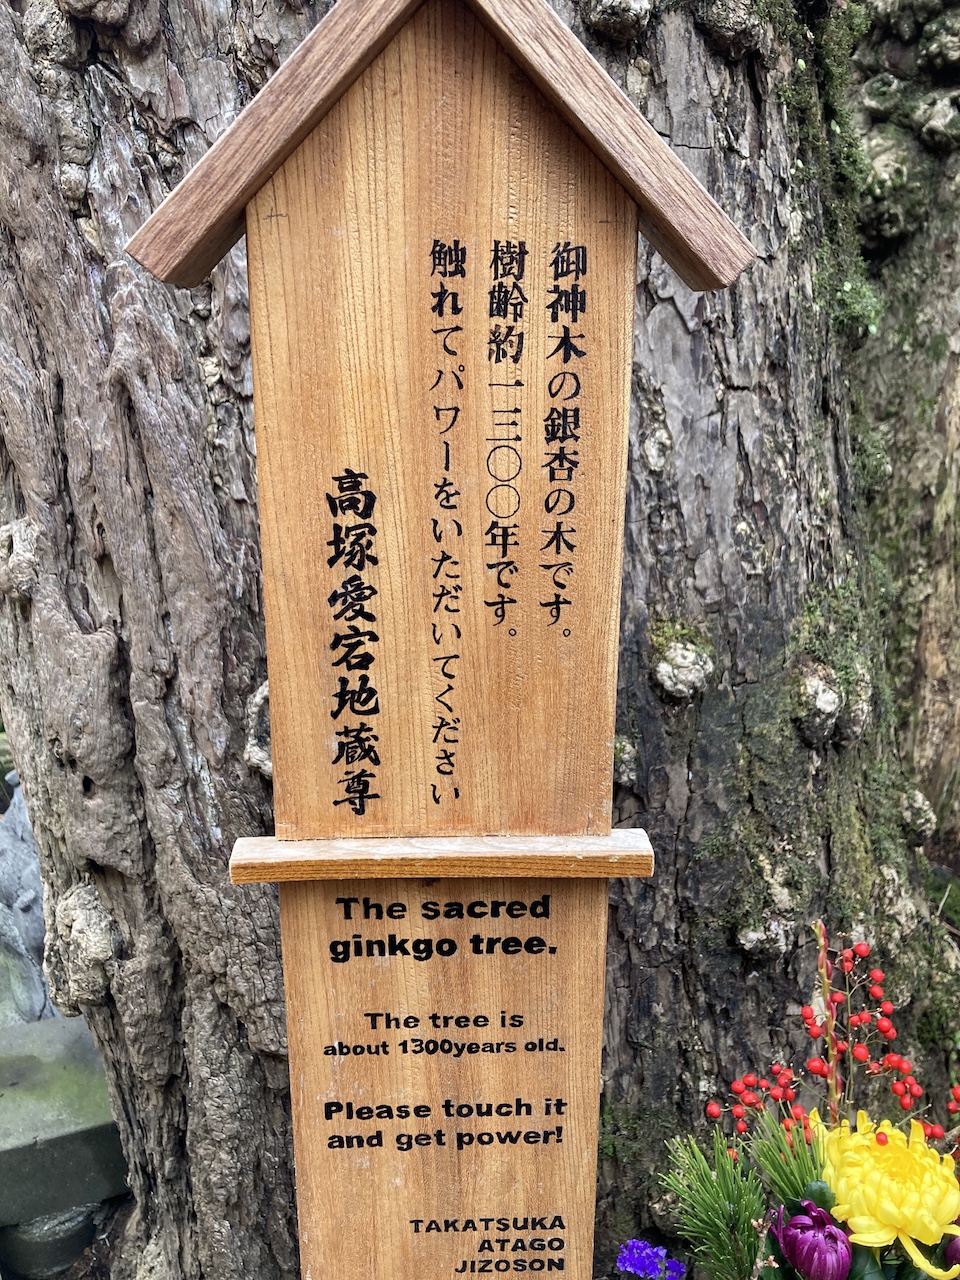 御神木の銀杏の木です。
樹齢約一三〇〇年です。
触れてパワーをいただいてください
高塚愛宕地蔵尊
The sacred
ginkgo tree.
The tree is
about 1300years old.
Please touch it
and get power!
TAKATSUKA
ATAGO
JIZOSON